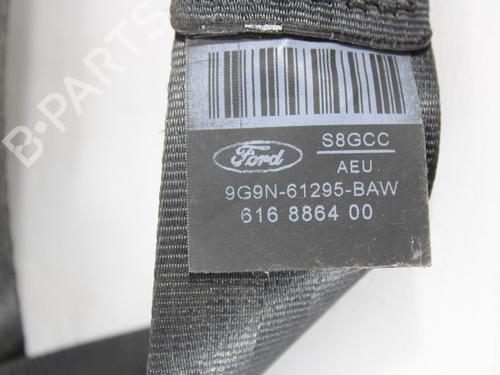 B-PARTS
Ford
S8GCC
AEU
9G9N-61295-BAW
616 8864 00